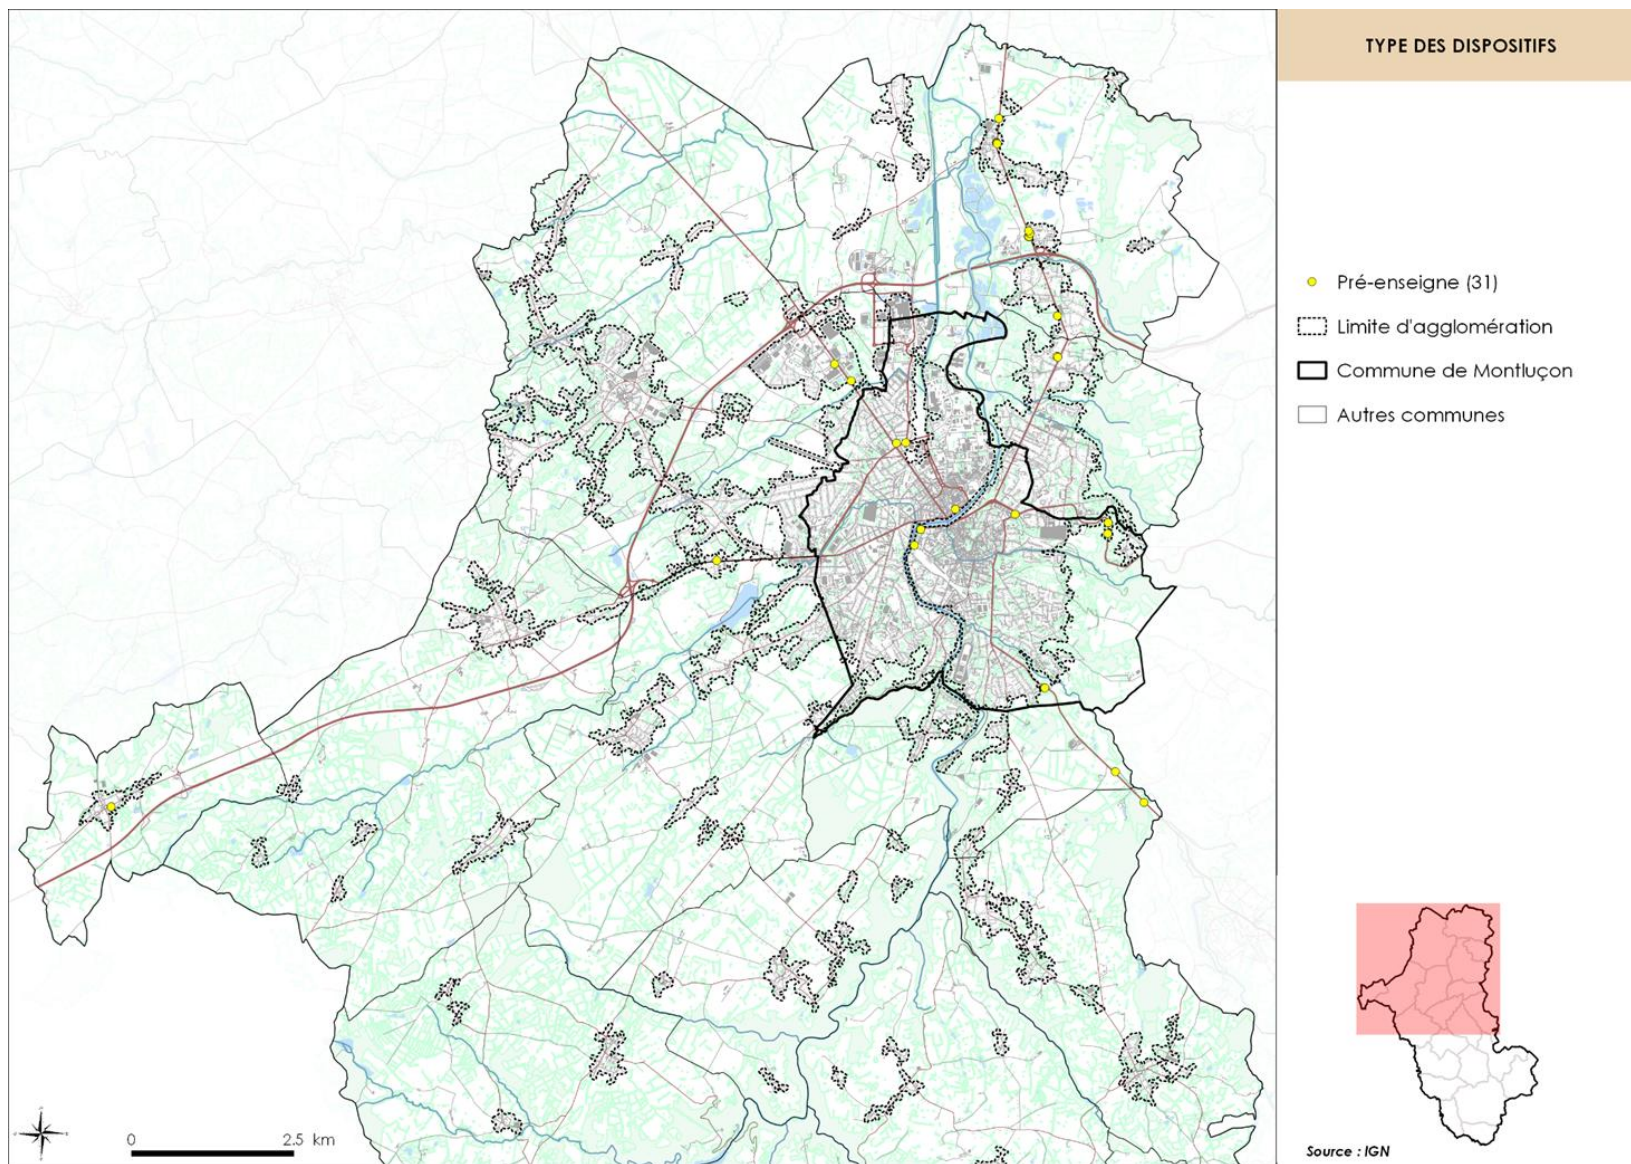 TYPE DES DISPOSITIFS
Pré-enseigne (31)
Limite d'agglomération
Commune de Montluçon
Autres communes
0 2.5 km
Source : IGN